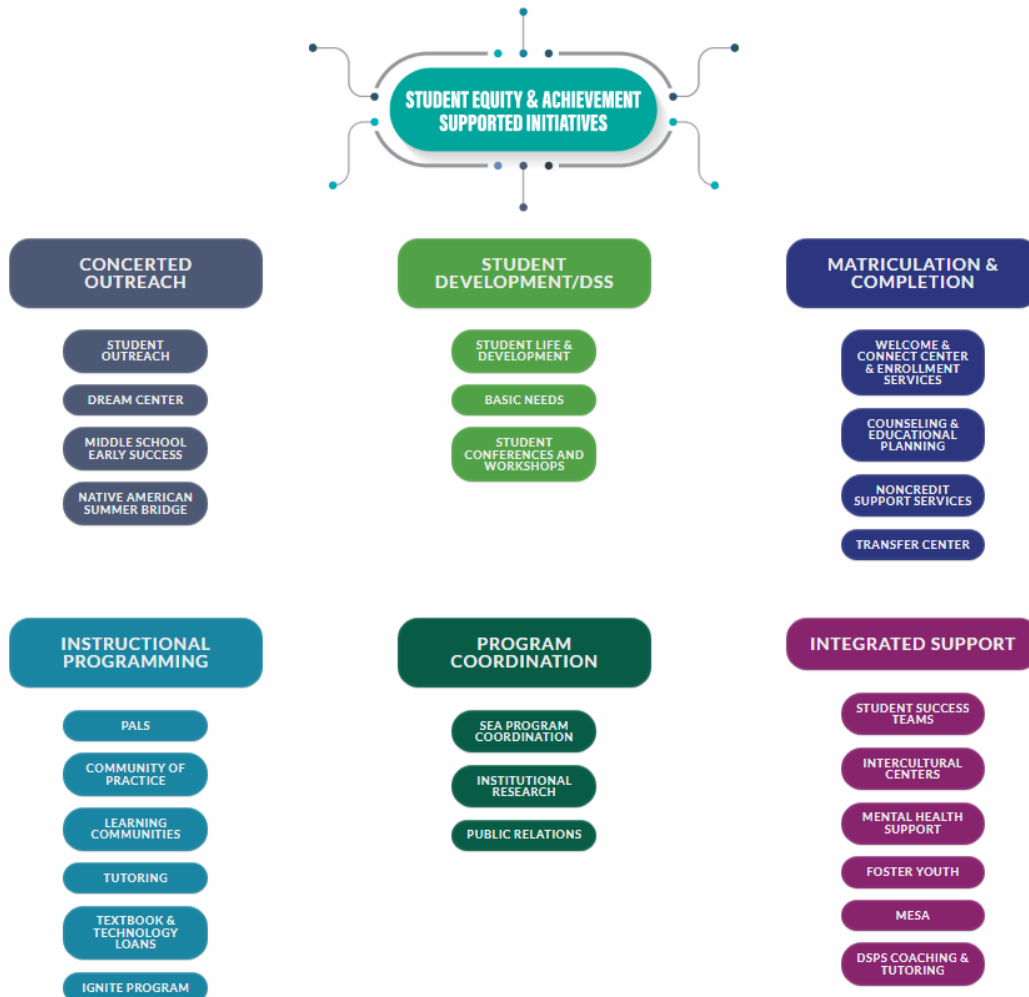 STUDENT EQUITY & ACHIEVEMENT
SUPPORTED INITIATIVES
CONCERTED
OUTREACH
STUDENT
OUTREACH
DREAM CENTER
MIDDLE SCHOOL
EARLY SUCCESS
NATIVE AMERICAN
SUMMER BRIDGE
STUDENT
DEVELOPMENT/DSS
STUDENT LIFE &
DEVELOPMENT
BASIC NEEDS
STUDENT
CONFERENCES AND
WORKSHOPS
MATRICULATION &
COMPLETION
WELCOME &
CONNECT CENTER
& ENROLLMENT
SERVICES
COUNSELING &
EDUCATIONAL
PLANNING
NONCREDIT
SUPPORT SERVICES
TRANSFER CENTER
INSTRUCTIONAL
PROGRAMMING
PALS
COMMUNITY OF
PRACTICE
LEARNING
COMMUNITIES
TUTORING
TEXTBOOK &
TECHNOLOGY
LOANS
IGNITE PROGRAM
PROGRAM
COORDINATION
SEA PROGRAM
COORDINATION
INSTITUTIONAL
RESEARCH
PUBLIC RELATIONS
INTEGRATED SUPPORT
STUDENT SUCCESS
TEAMS
INTERCULTURAL
CENTERS
MENTAL HEALTH
SUPPORT
FOSTER YOUTH
MESA
DSPS COACHING &
TUTORING